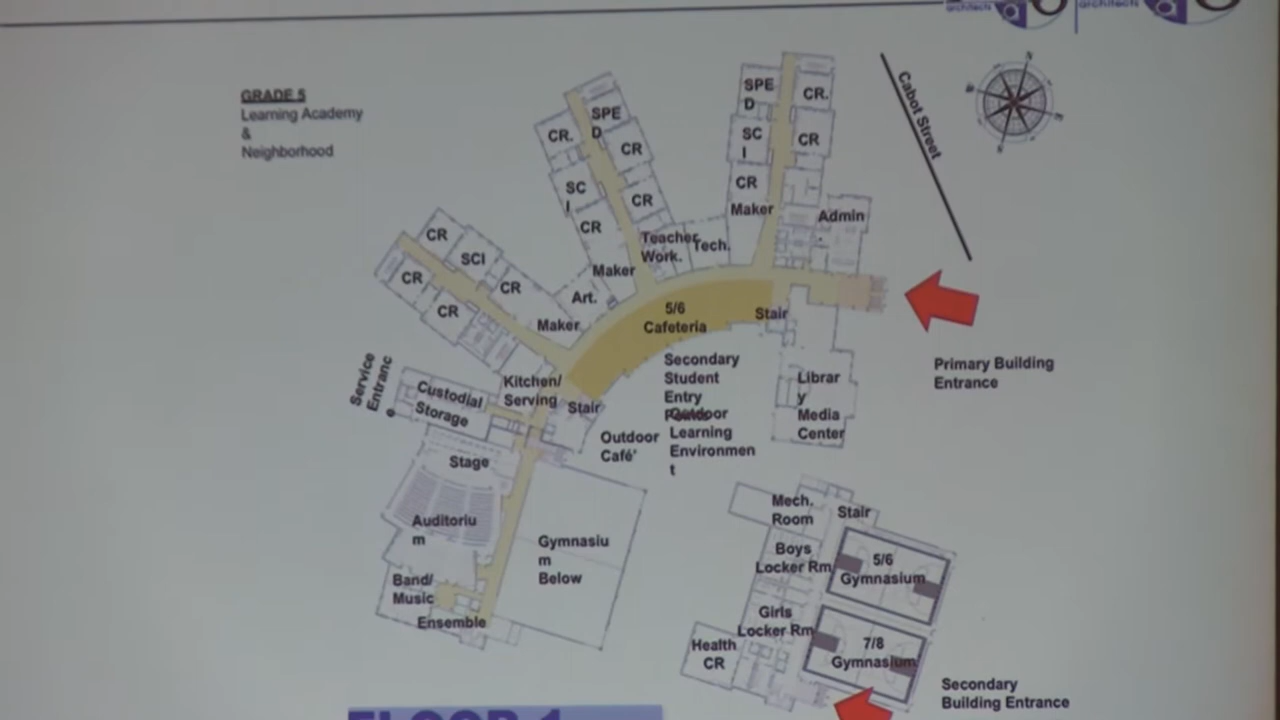 architects
architects
GRADE 5
Learning Academy
&
Neighborhood
Cabot Street
N
SPE
D
CR.
SC
I
CR
CR
Maker
Admin
SPE
D
CR.
CR
SC
I
CR
CR
Maker
Teacher
Work.
Tech.
CR
SCI
CR
CR
CR
Art.
Maker
5/6
Cafeteria
Stair
Primary Building
Entrance
Service
Entranc
e
Custodial
Storage
Kitchen/
Serving
Stair
Secondary
Student
Entry
Outdoor
Learning
Environmen
t
Outdoor
Café'
Librar
y
Media
Center
Stage
Auditoriu
m
Gymnasiu
m
Below
Band/
Music
Ensemble
Mech.
Room
Stair
Boys
Locker Rm
5/6
Gymnasium
Girls
Locker Rm
Health
CR
7/8
Gymnasium
Secondary
Building Entrance
FLOOR 1